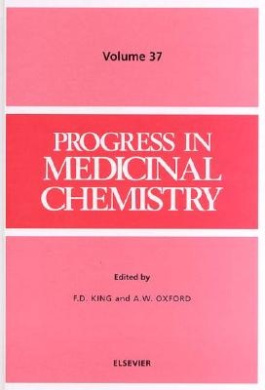 Volume 37
PROGRESS IN
MEDICINAL
CHEMISTRY
Edited by
F.D. KING and A.W. OXFORD
ELSEVIER